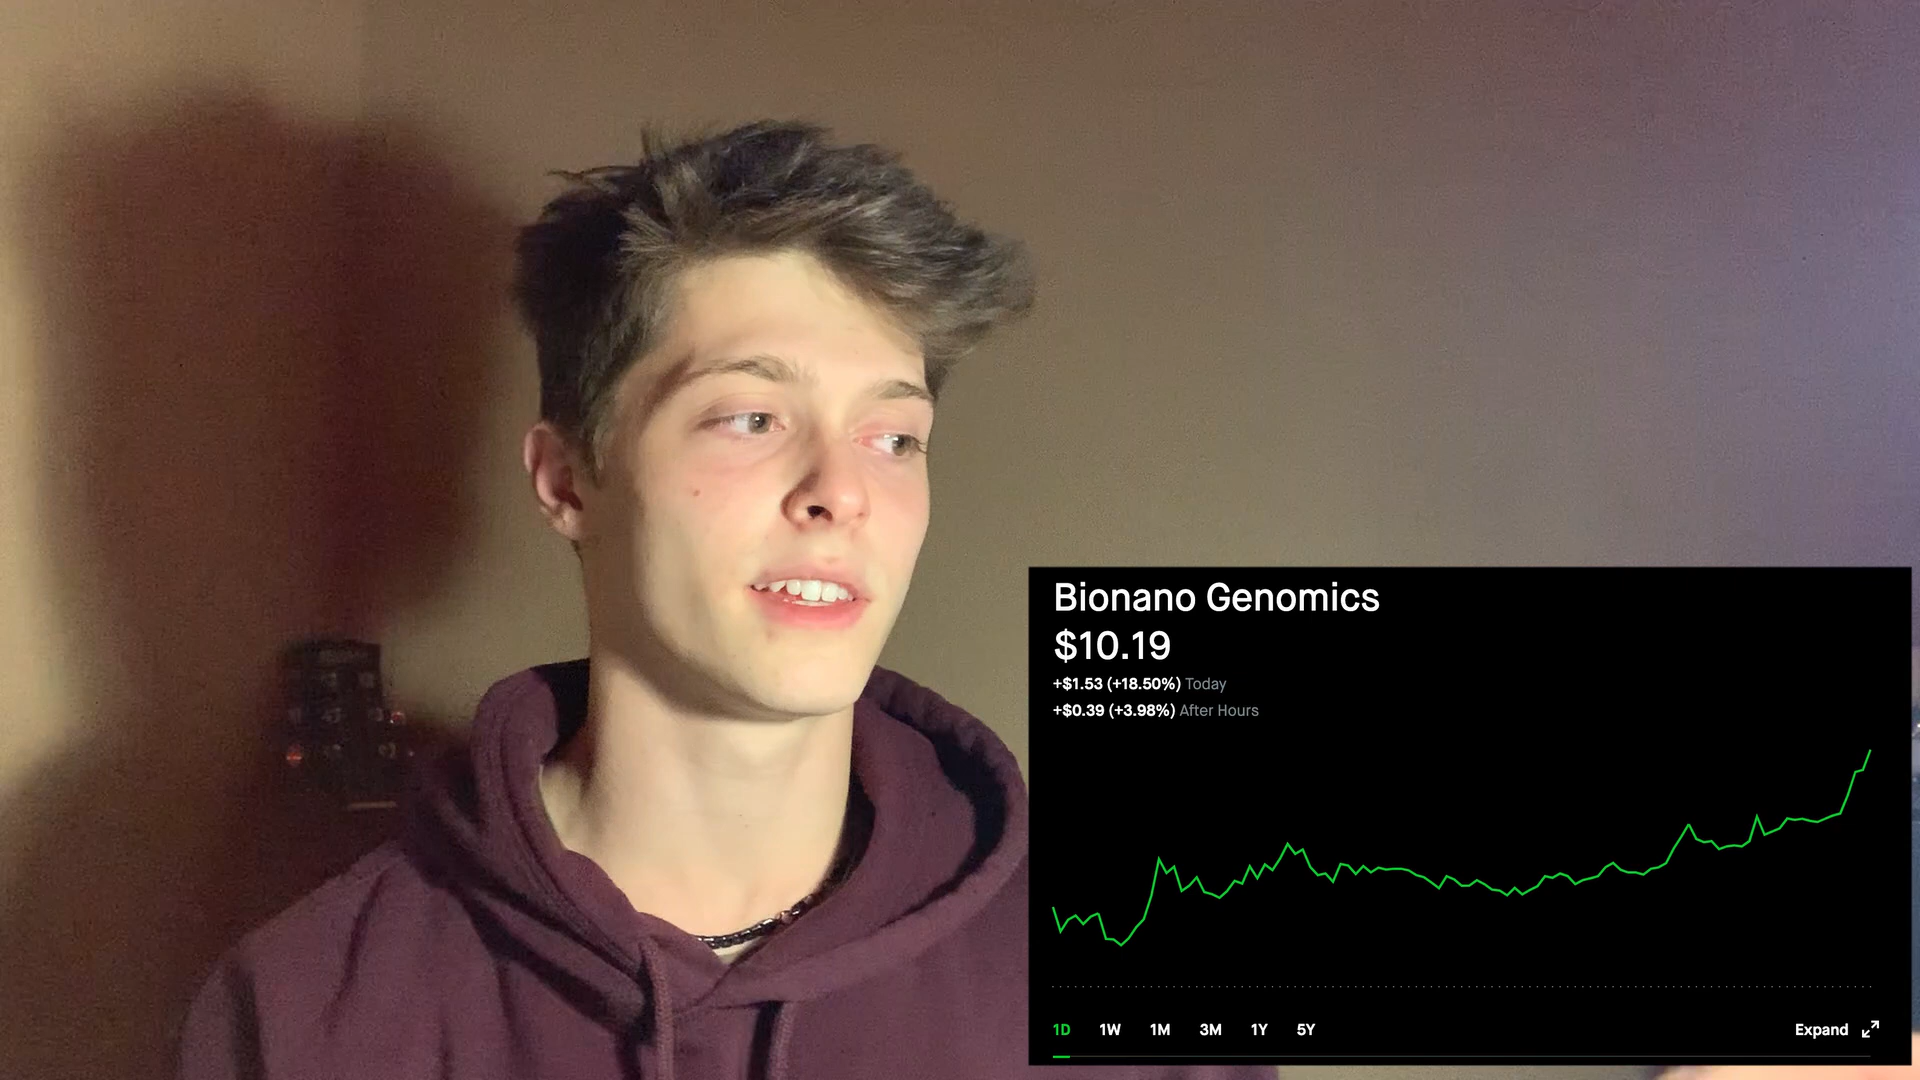 Bionano Genomics
$10.19
+$1.53 (+18.50%) Today
+$0.39 (+3.98%) After Hours
1D 1W 1M 3M 1Y 5Y Expand